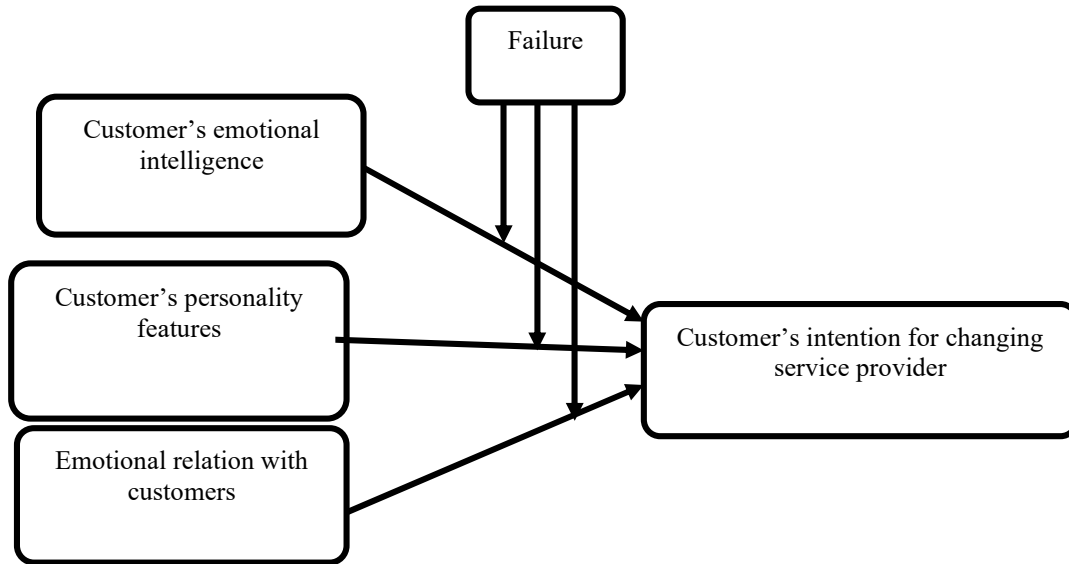 Failure
Customer’s emotional
intelligence
Customer’s personality
features
Customer’s intention for changing
service provider
Emotional relation with
customers